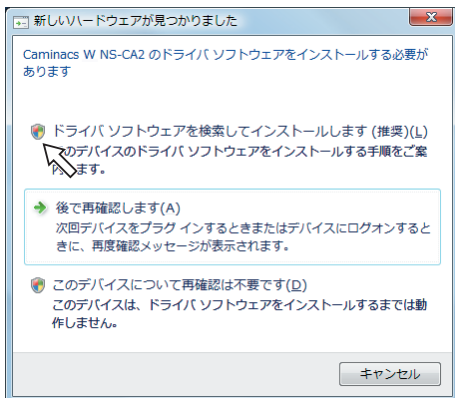 新しいハードウェアが見つかりました
Caminacs W NS-CA2 のドライバ ソフトウェアをインストールする必要が
あります
ドライバ ソフトウェアを検索してインストールします (推奨)(L)
このデバイスのドライバ ソフトウェアをインストールする手順をご案
内します。
後で再確認します(A)
次回デバイスをプラグ インするときまたはデバイスにログオンすると
きに、再度確認メッセージが表示されます。
このデバイスについて再確認は不要です(D)
このデバイスは、ドライバ ソフトウェアをインストールするまでは動
作しません。
キャンセル